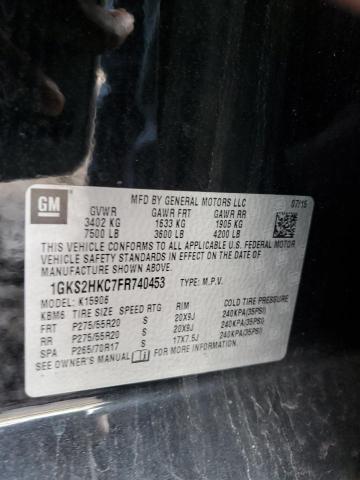 GM
MFD BY GENERAL MOTORS LLC 07/15
GVWR GAWR FRT GAWR RR
3402 KG 1633 KG 1905 KG
7500 LB 3600 LB 4200 LB
THIS VEHICLE CONFORMS TO ALL APPLICABLE U.S. FEDERAL MOTOR
VEHICLE SAFETY STANDARDS IN EFFECT ON THE DATE OF
MANUFACTURE SHOWN ABOVE.
1GKS2HKC7FR740453 TYPE: M.P.V.
MODEL: K15906
KBM6 TIRE SIZE SPEED RTG RIM COLD TIRE PRESSURE
FRT P275/55R20 S 20X9J 240KPA(35PSI)
RR P275/55R20 S 20X9J 240KPA(35PSI)
SPA P265/70R17 S 17X7.5J 240KPA(35PSI)
SEE OWNER'S MANUAL FOR ADDITIONAL INFORMATION.